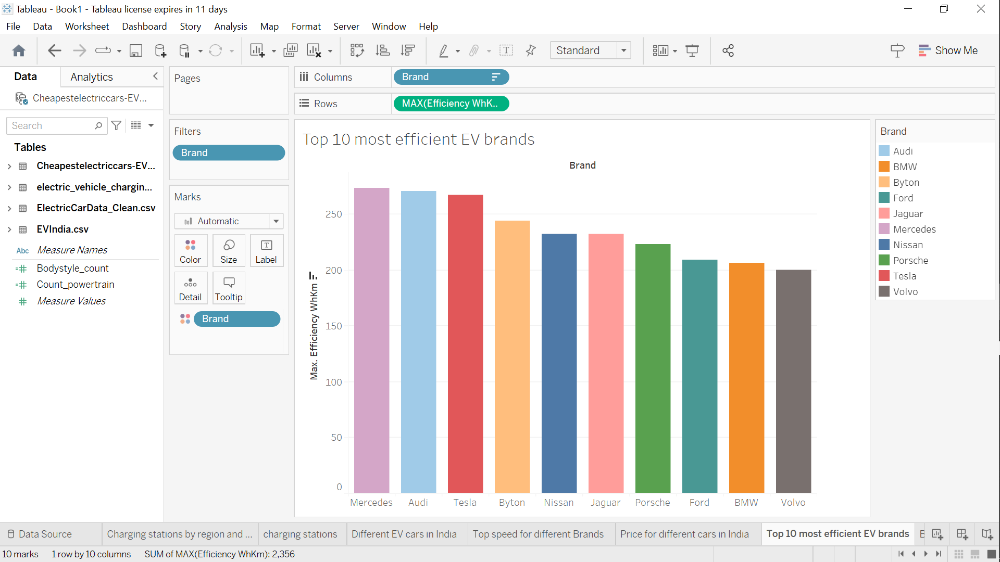 Tableau - Book1 - Tableau license expires in 11 days
File Data Worksheet Dashboard Story Analysis Map Format Server Window Help
Standard
Show Me
Data Analytics
Cheapestelectriccars-EV...
Search
Tables
Cheapestelectriccars-EV...
electric_vehicle_chargin...
ElectricCarData_Clean.csv
EVIndia.csv
Abc Measure Names
Bodystyle_count
Count_powertrain
Measure Values
Pages
Filters
Brand
Marks
Automatic
Color Size Label
Detail Tooltip
Brand
Columns Brand
Rows MAX(Efficiency WhK..
Top 10 most efficient EV brands
Brand
Max. Efficiency WhKm
250
200
150
100
50
0
Mercedes Audi Tesla Byton Nissan Jaguar Porsche Ford BMW Volvo
Brand
Audi
BMW
Byton
Ford
Jaguar
Mercedes
Nissan
Porsche
Tesla
Volvo
Data Source Charging stations by region and ... charging stations Different EV cars in India Top speed for different Brands Price for different cars in India Top 10 most efficient EV brands
10 marks 1 row by 10 columns SUM of MAX(Efficiency WhKm): 2,356